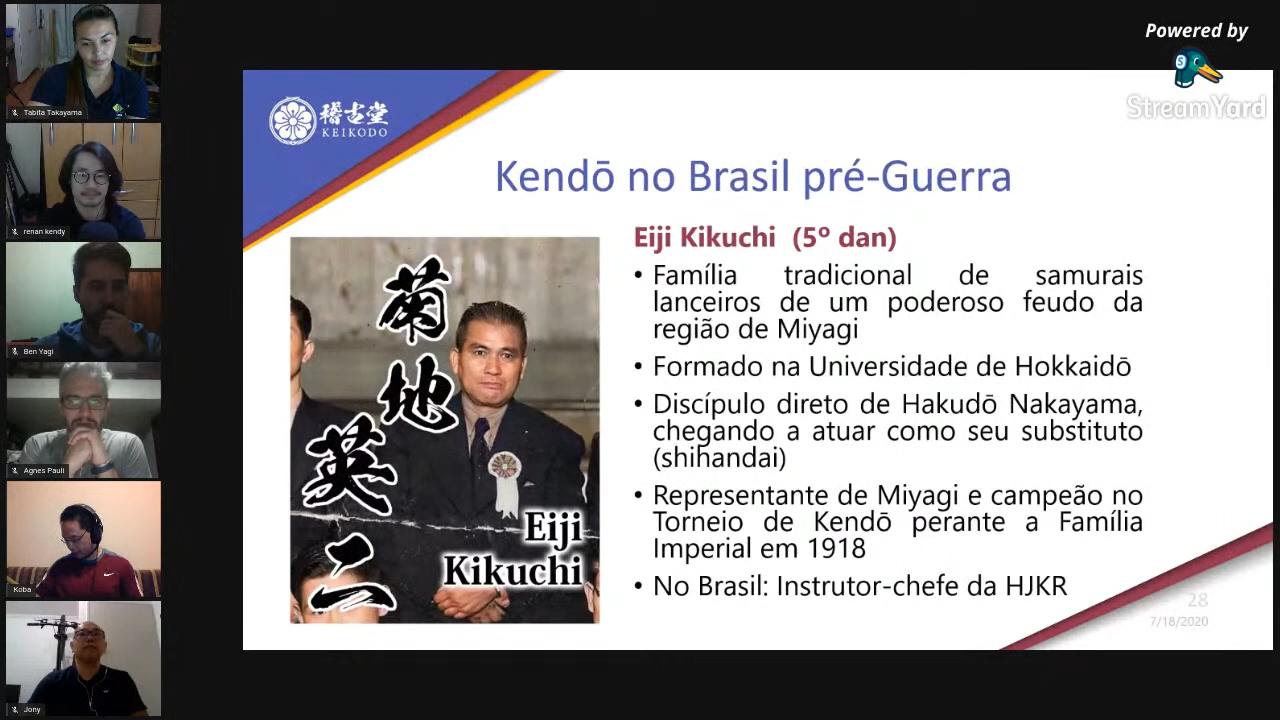 Powered by
StreamYard
稽古堂
KEIKODO
Kendō no Brasil pré-Guerra
Eiji Kikuchi (5º dan)
• Família tradicional de samurais
lanceiros de um poderoso feudo da
região de Miyagi
• Formado na Universidade de Hokkaidō
• Discípulo direto de Hakudō Nakayama,
chegando a atuar como seu substituto
(shihandai)
• Representante de Miyagi e campeão no
Torneio de Kendō perante a Família
Imperial em 1918
• No Brasil: Instrutor-chefe da HJKR
菊地英二
Eiji
Kikuchi
28
7/18/2020
Tabita Takayama
renan kendy
Ben Yagi
Agnes Pauli
Koba
Jony